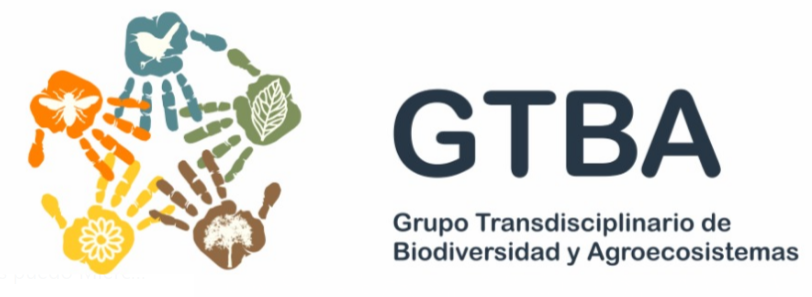 GTBA
Grupo Transdisciplinario de
Biodiversidad y Agroecosistemas